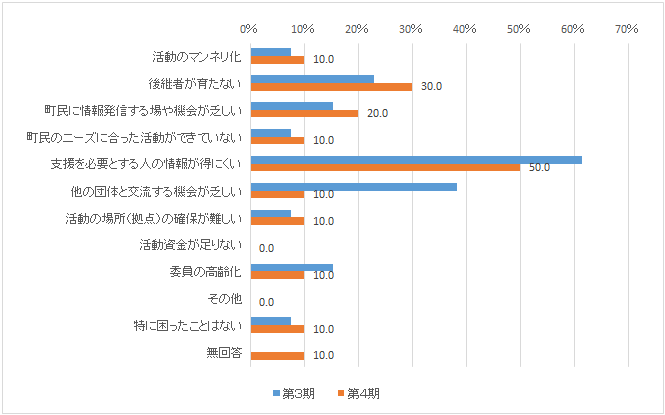 0% 10% 20% 30% 40% 50% 60% 70%
活動のマンネリ化 10.0
後継者が育たない 30.0
町民に情報発信する場や機会が乏しい 20.0
町民のニーズに合った活動ができていない 10.0
支援を必要とする人の情報が得にくい 50.0
他の団体と交流する機会が乏しい 10.0
活動の場所（拠点）の確保が難しい 10.0
活動資金が足りない 0.0
委員の高齢化 10.0
その他 0.0
特に困ったことはない 10.0
無回答 10.0
第３期 第４期